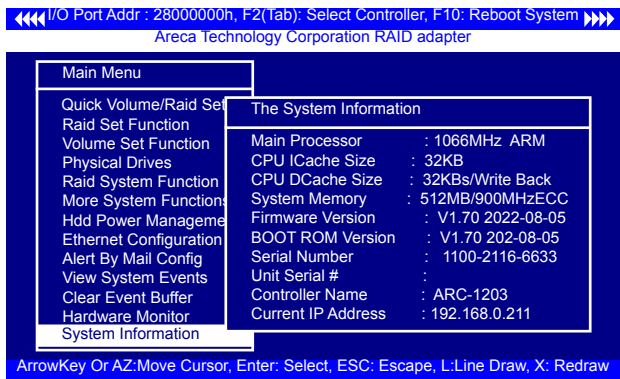 I/O Port Addr : 28000000h, F2(Tab): Select Controller, F10: Reboot System
Areca Technology Corporation RAID adapter
Main Menu
Quick Volume/Raid Set
Raid Set Function
Volume Set Function
Physical Drives
Raid System Function
More System Functions
Hdd Power Manageme
Ethernet Configuration
Alert By Mail Config
View System Events
Clear Event Buffer
Hardware Monitor
System Information
The System Information
Main Processor : 1066MHz ARM
CPU ICache Size : 32KB
CPU DCache Size : 32KBs/Write Back
System Memory : 512MB/900MHzECC
Firmware Version : V1.70 2022-08-05
BOOT ROM Version : V1.70 202-08-05
Serial Number : 1100-2116-6633
Unit Serial # :
Controller Name : ARC-1203
Current IP Address : 192.168.0.211
ArrowKey Or AZ:Move Cursor, Enter: Select, ESC: Escape, L:Line Draw, X: Redraw